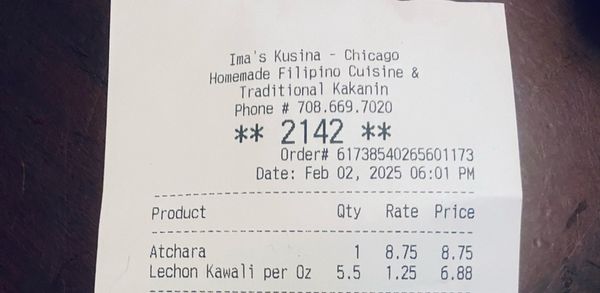 Ima's Kusina - Chicago
Homemade Filipino Cuisine &
Traditional Kakanin
Phone # 708.669.7020
** 2142 **
Order# 61738540265601173
Date: Feb 02, 2025 06:01 PM
Product Qty Rate Price
Atchara 1 8.75 8.75
Lechon Kawali per Oz 5.5 1.25 6.88